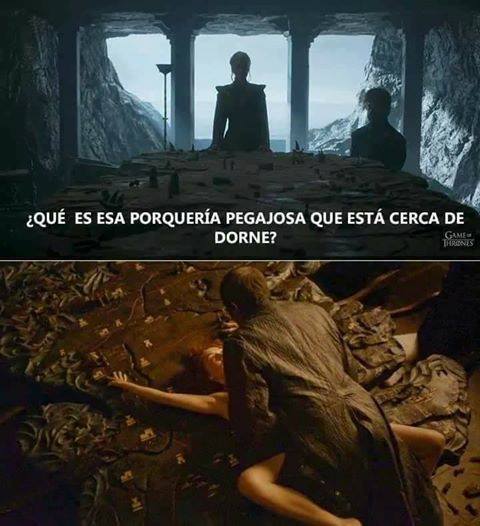 ¿QUÉ ES ESA PORQUERÍA PEGAJOSA QUE ESTÁ CERCA DE
DORNE?
GAME OF
THRONES